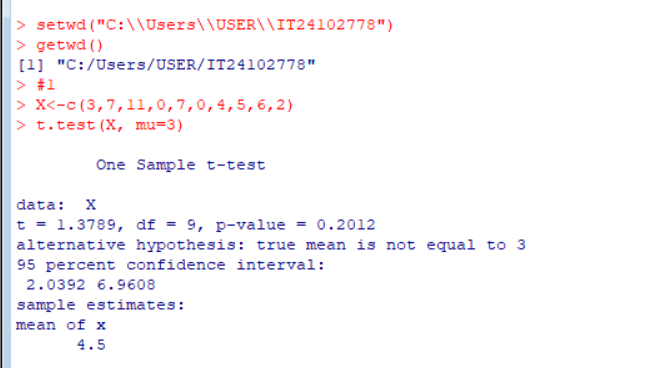 > setwd("C:\\Users\\USER\\IT24102778")
> getwd()
[1] "C:/Users/USER/IT24102778"
> #1
> X<-c(3,7,11,0,7,0,4,5,6,2)
> t.test(X, mu=3)
One Sample t-test
data:  X
t = 1.3789, df = 9, p-value = 0.2012
alternative hypothesis: true mean is not equal to 3
95 percent confidence interval:
2.0392 6.9608
sample estimates:
mean of x
4.5